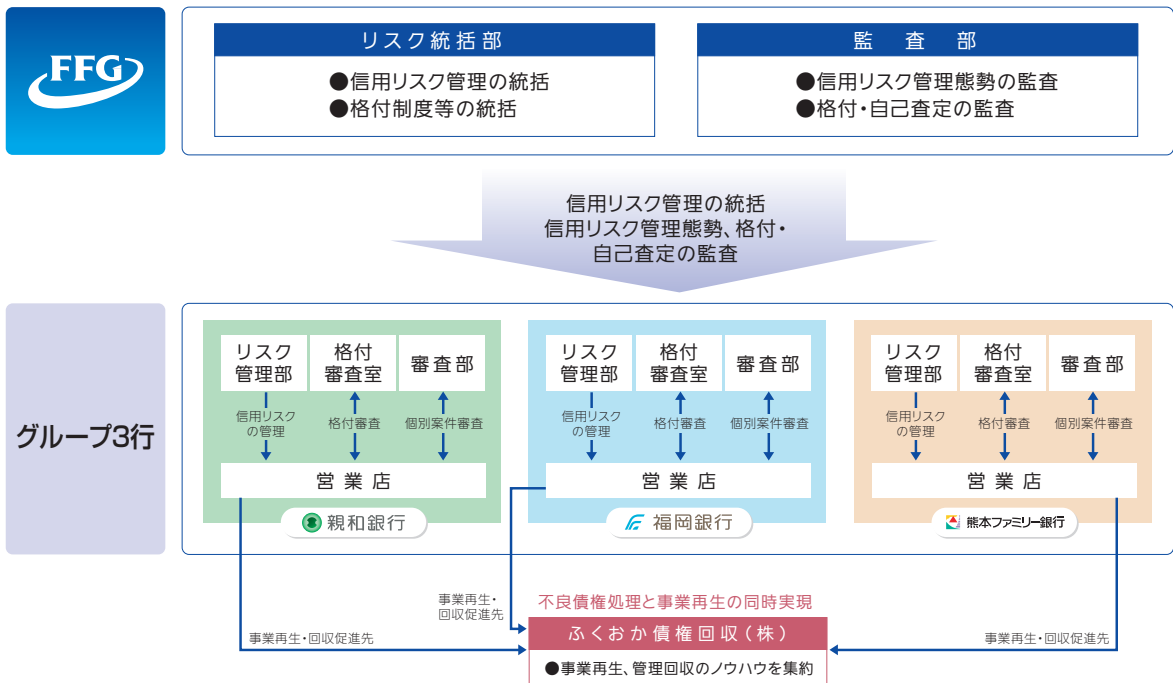 FFG
リスク統括部
●信用リスク管理の統括
●格付制度等の統括
監査部
●信用リスク管理態勢の監査
●格付・自己査定の監査
信用リスク管理の統括
信用リスク管理態勢、格付・
自己査定の監査
グループ3行
リスク
管理部
格付
審査室
審査部
信用リスク
の管理
格付審査
個別案件審査
営業店
親和銀行
リスク
管理部
格付
審査室
審査部
信用リスク
の管理
格付審査
個別案件審査
営業店
福岡銀行
リスク
管理部
格付
審査室
審査部
信用リスク
の管理
格付審査
個別案件審査
営業店
熊本ファミリー銀行
事業再生・回収促進先
事業再生・
回収促進先
事業再生・回収促進先
不良債権処理と事業再生の同時実現
ふくおか債権回収(株)
●事業再生、管理回収のノウハウを集約